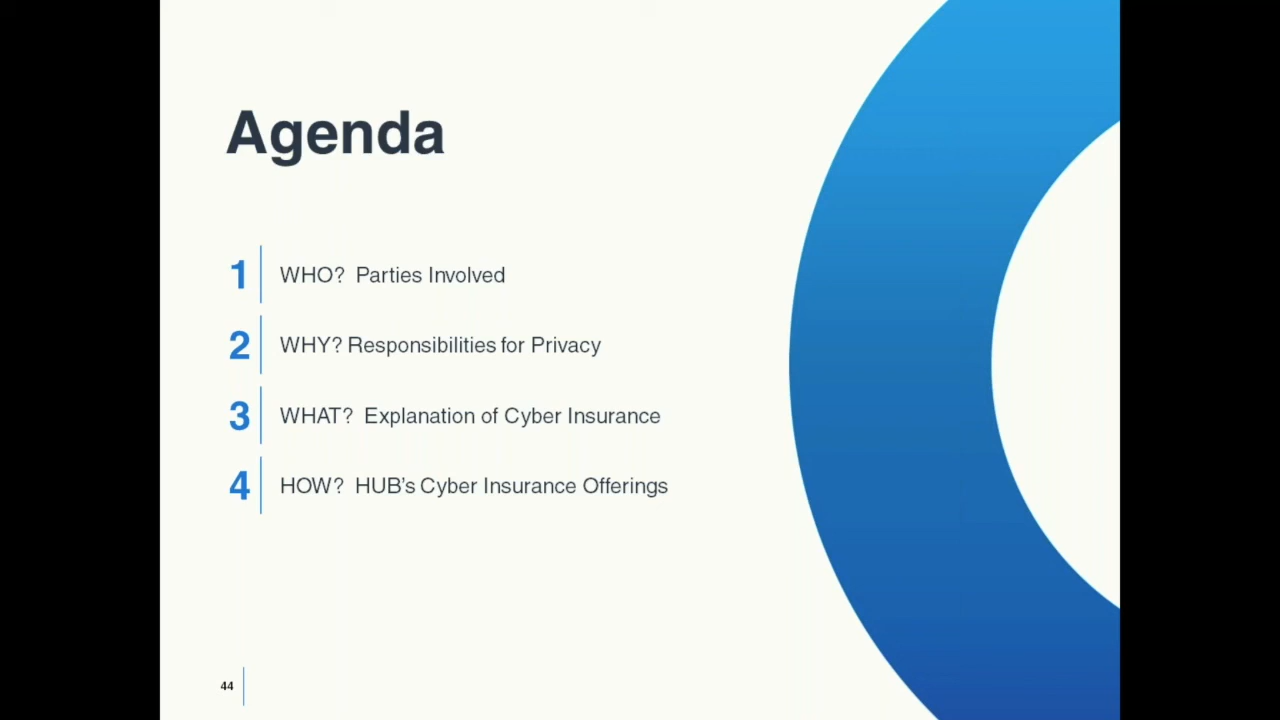 Agenda
1 WHO? Parties Involved
2 WHY? Responsibilities for Privacy
3 WHAT? Explanation of Cyber Insurance
4 HOW? HUB’s Cyber Insurance Offerings
44